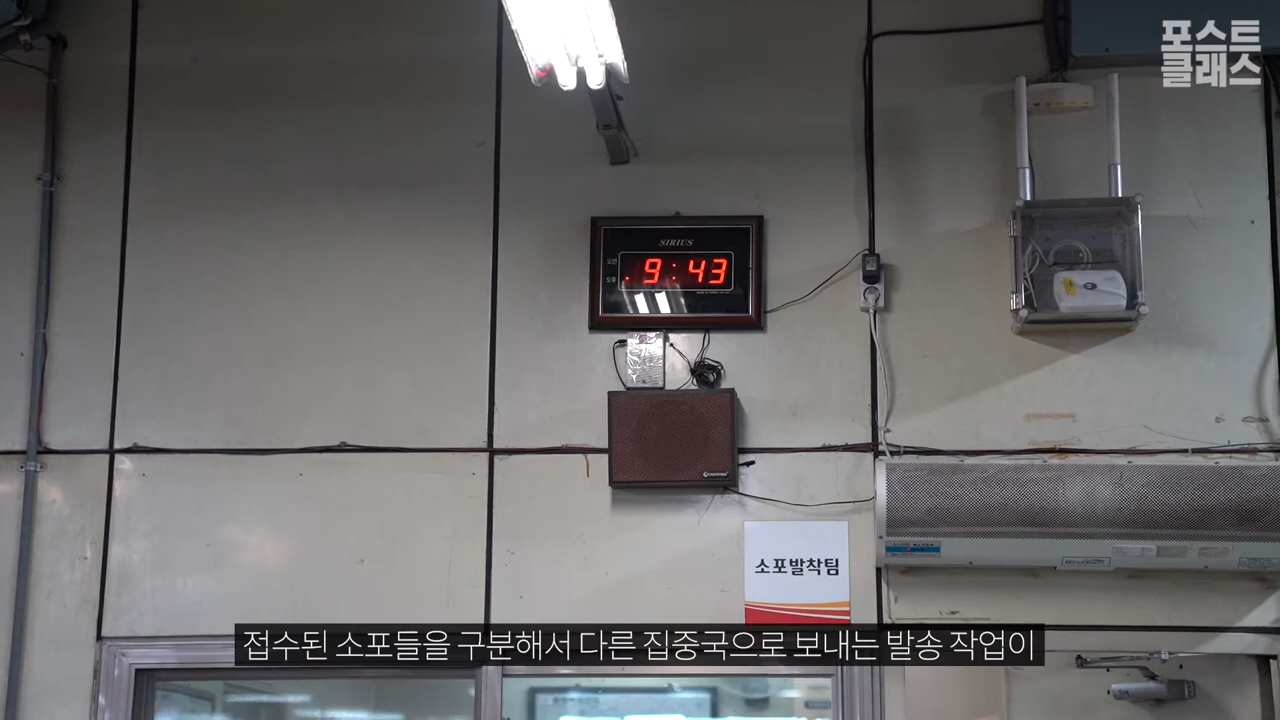 포스트
클래스
SIRIUS
오전
오후
9:43
소포발착팀
접수된 소포들을 구분해서 다른 집중국으로 보내는 발송 작업이